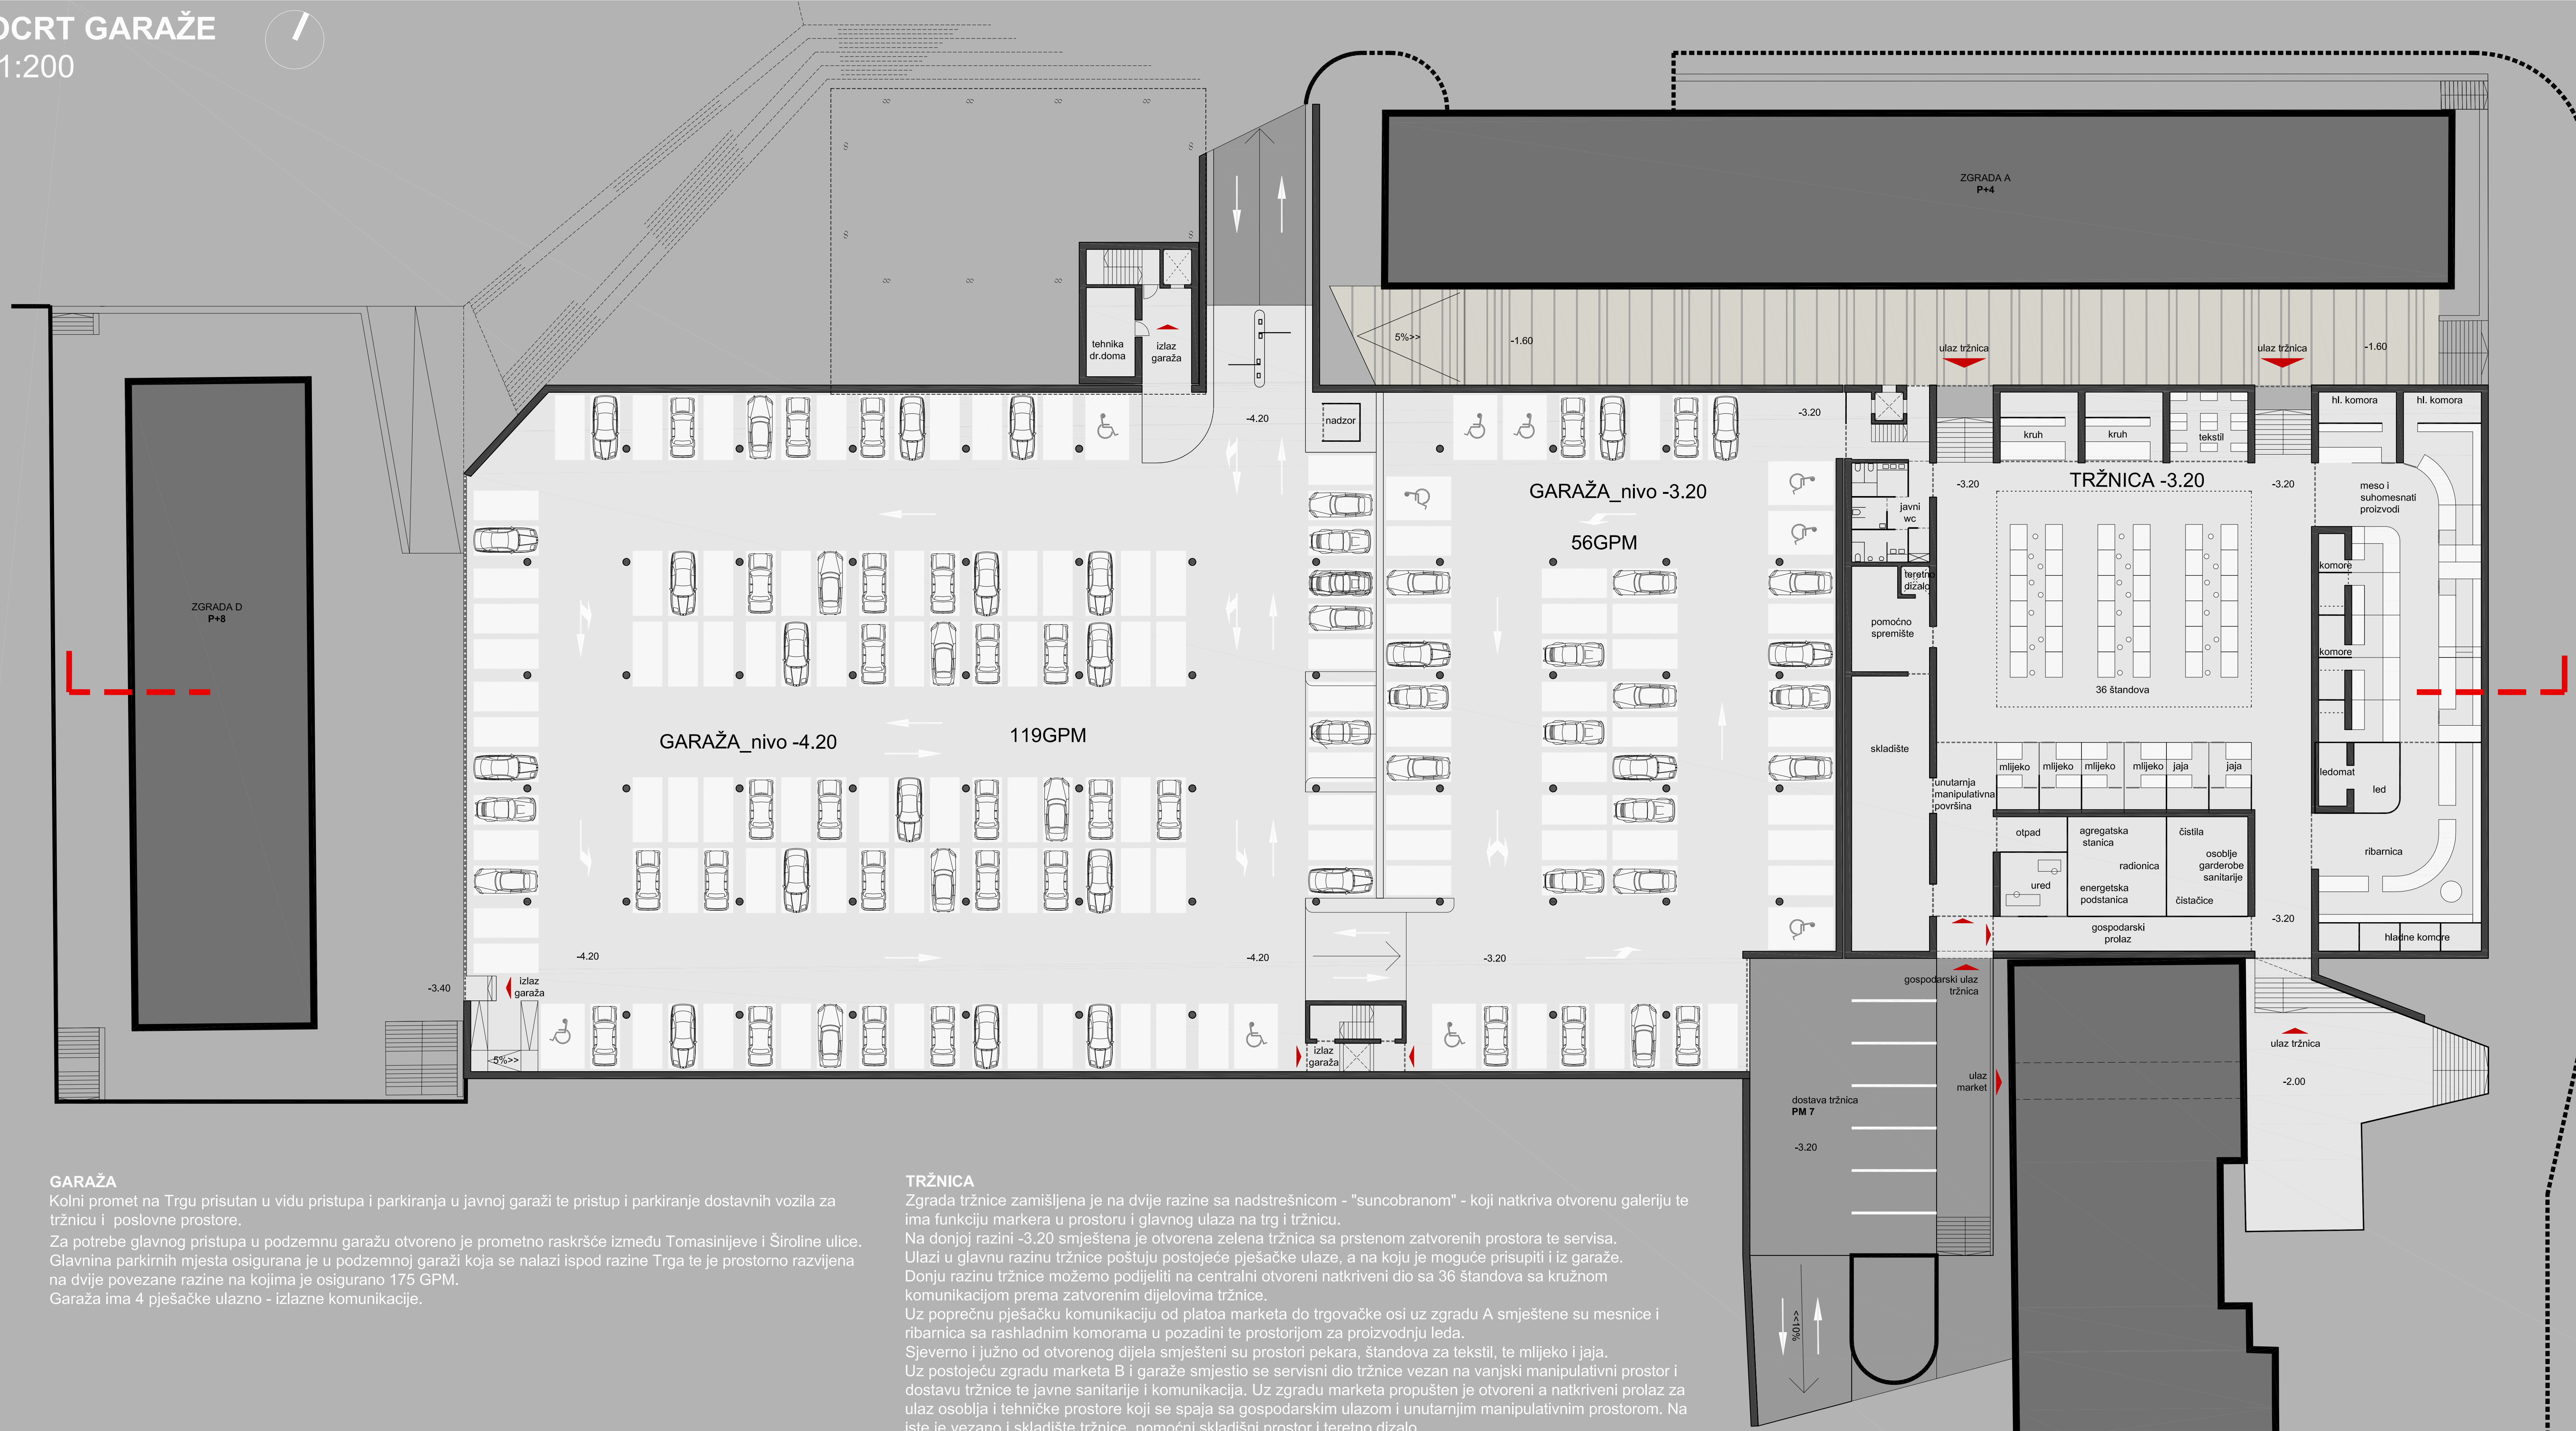 OCRT GARAŽE
1:200
ZGRADA A
P+4
5%>>
-1.60
ulaz tržnica
ulaz tržnica
-1.60
tehnika
dr.doma
izlaz
garaža
-4.20
nadzor
-3.20
kruh
kruh
tekstil
hl. komora
hl. komora
GARAŽA_nivo -3.20
56GPM
-3.20
TRŽNICA -3.20
-3.20
meso i
suhomesnati
proizvodi
javni
wc
teretno
dizalo
komore
pomoćno
spremište
komore
36 štandova
ZGRADA D
P+8
GARAŽA_nivo -4.20
119GPM
skladište
mlijeko
mlijeko
mlijeko
mlijeko
jaja
jaja
ledomat
led
unutarnja
manipulativna
površina
otpad
agregatska
stanica
radionica
energetska
podstanica
čistila
osoblje
garderobe
sanitarije
čistačice
ured
ribarnica
gospodarski
prolaz
-3.20
hladne komore
-4.20
-4.20
-3.20
-3.40
izlaz
garaža
5%>>
izlaz
garaža
gospodarski ulaz
tržnica
ulaz tržnica
-2.00
ulaz
market
dostava tržnica
PM 7
-3.20
<<10%
GARAŽA
Kolni promet na Trgu prisutan u vidu pristupa i parkiranja u javnoj garaži te pristup i parkiranje dostavnih vozila za
tržnicu i  poslovne prostore.
Za potrebe glavnog pristupa u podzemnu garažu otvoreno je prometno raskršće između Tomasinijeve i Široline ulice.
Glavnina parkirnih mjesta osigurana je u podzemnoj garaži koja se nalazi ispod razine Trga te je prostorno razvijena
na dvije povezane razine na kojima je osigurano 175 GPM.
Garaža ima 4 pješačke ulazno - izlazne komunikacije.
TRŽNICA
Zgrada tržnice zamišljena je na dvije razine sa nadstrešnicom - "suncobranom" - koji natkriva otvorenu galeriju te
ima funkciju markera u prostoru i glavnog ulaza na trg i tržnicu.
Na donjoj razini -3.20 smještena je otvorena zelena tržnica sa prstenom zatvorenih prostora te servisa.
Ulazi u glavnu razinu tržnice poštuju postojeće pješačke ulaze, a na koju je moguće prisupiti i iz garaže.
Donju razinu tržnice možemo podijeliti na centralni otvoreni natkriveni dio sa 36 štandova sa kružnom
komunikacijom prema zatvorenim dijelovima tržnice.
Uz poprečnu pješačku komunikaciju od platoa marketa do trgovačke osi uz zgradu A smještene su mesnice i
ribarnica sa rashladnim komorama u pozadini te prostorijom za proizvodnju leda.
Sjeverno i južno od otvorenog dijela smješteni su prostori pekara, štandova za tekstil, te mlijeko i jaja.
Uz postojeću zgradu marketa B i garaže smjestio se servisni dio tržnice vezan na vanjski manipulativni prostor i
dostavu tržnice te javne sanitarije i komunikacija. Uz zgradu marketa propušten je otvoreni a natkriveni prolaz za
ulaz osoblja i tehničke prostore koji se spaja sa gospodarskim ulazom i unutarnjim manipulativnim prostorom. Na
iste je vezano i skladište tržnice, pomoćni skladišni prostor i teretno dizalo.